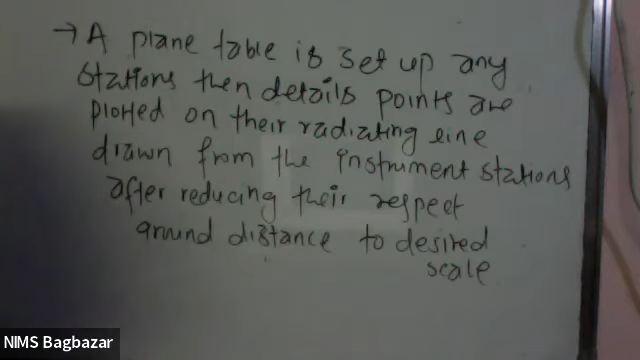 → A plane table is set up any
stations then details points are
plotted on their radiating line
drawn from the instrument stations
after reducing their respect
ground distance to desired
scale
NIMS Bagbazar